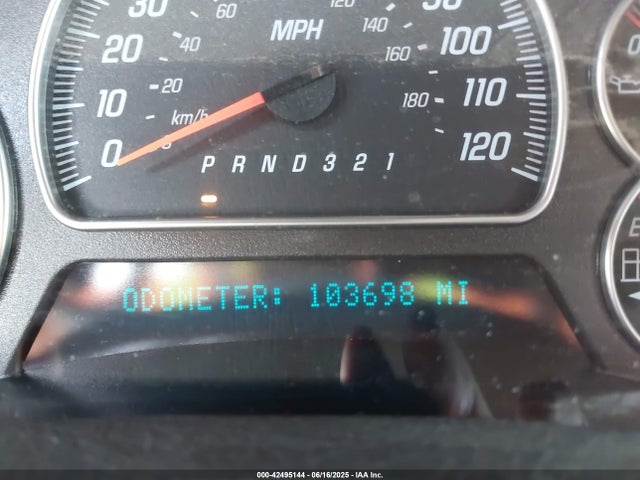 30 60 120 90
20 40 MPH 140 100
160
10 20 180 110
km/h
0 120
P R N D 3 2 1
E
ODOMETER: 103698 MI
000-42495144 - 06/16/2025 - IAA Inc.